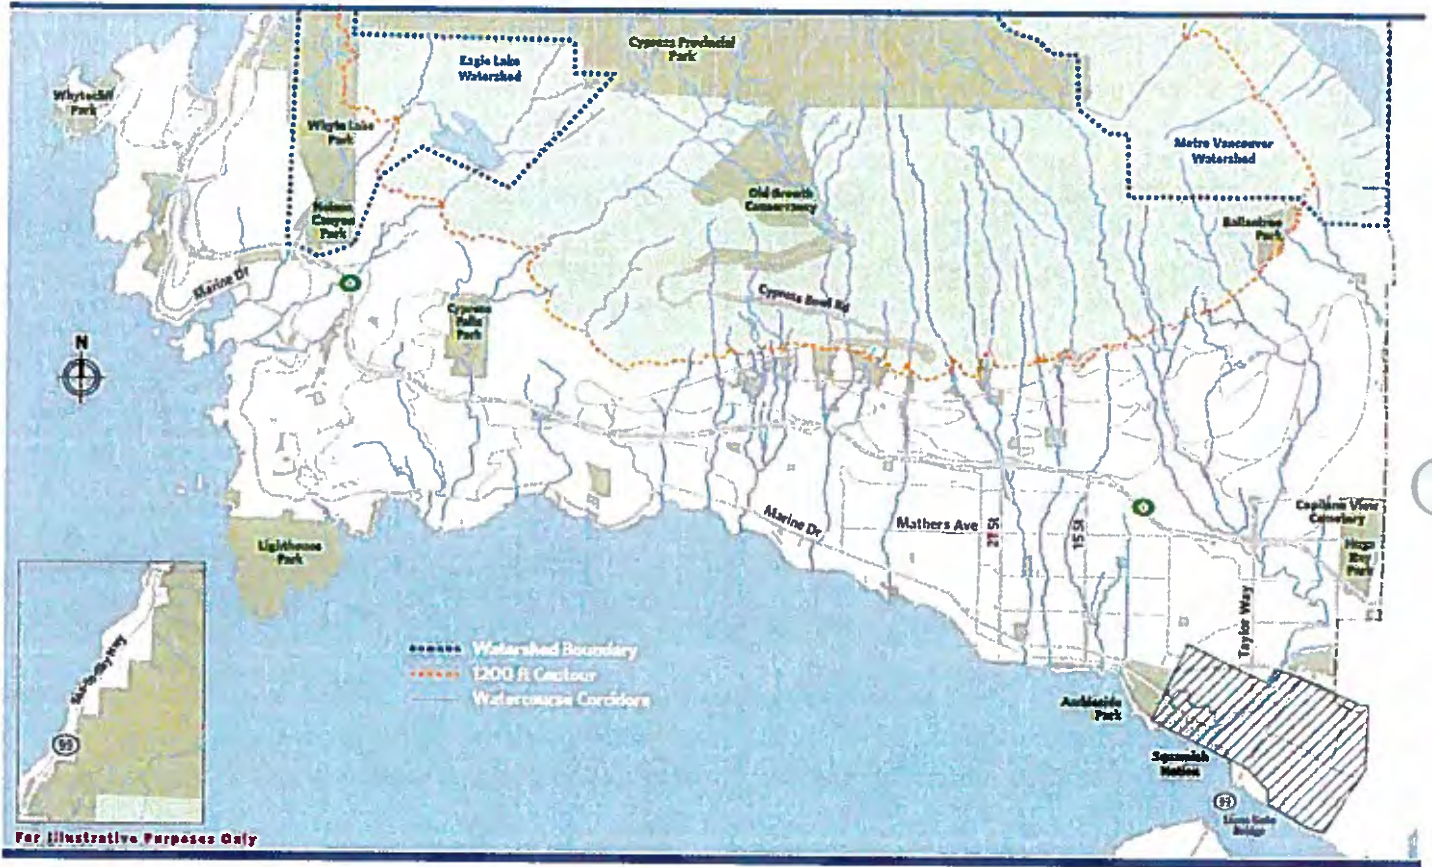 Cypress Provincial
Park
Eagle Lake
Watershed
Whytecliff
Park
Whyte Lake
Park
Metro Vancouver
Watershed
Old Growth
Conservancy
Nelson
Canyon
Park
Ballantree
Park
Marine Dr
Cypress Bowl Rd
Cypress
Falls
Park
N
Marine Dr
Mathers Ave
21 St
15 St
Capilano View
Cemetery
Hugo
Ray
Park
Lighthouse
Park
Taylor Way
Sea-to-Sky Hwy
99
Watershed Boundary
1200 ft Contour
Watercourse Corridors
Ambleside
Park
Squamish
Nation
99
Lions Gate
Bridge
For Illustrative Purposes Only